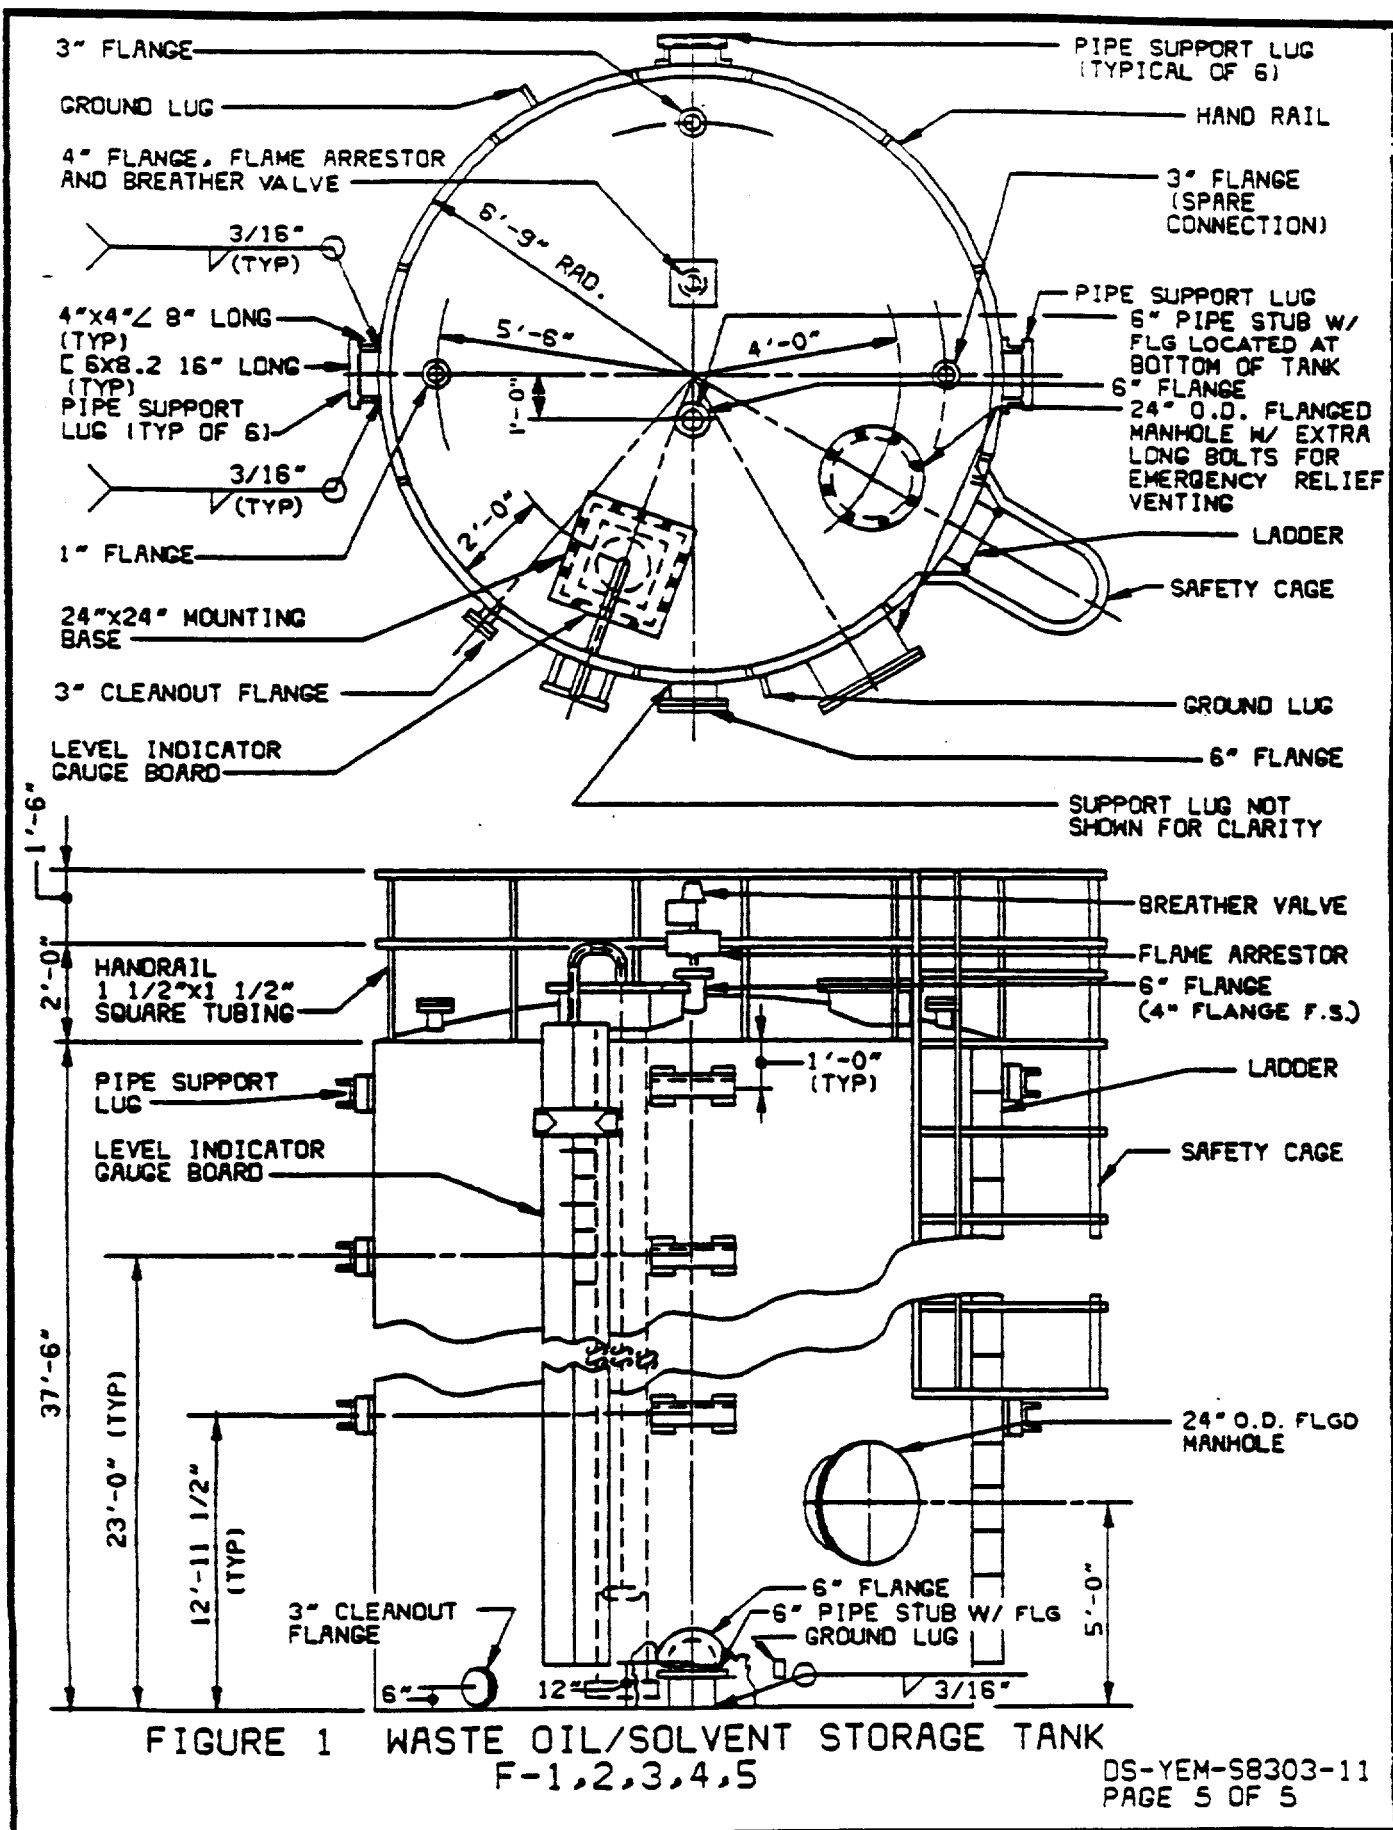 3" FLANGE
GROUND LUG
4" FLANGE, FLAME ARRESTOR
AND BREATHER VALVE
3/16"
(TYP)
4"x4"∠ 8" LONG
(TYP)
[ 6X8.2 16" LONG
(TYP)
PIPE SUPPORT
LUG (TYP OF 6)
3/16"
(TYP)
1" FLANGE
24"x24" MOUNTING
BASE
3" CLEANOUT FLANGE
LEVEL INDICATOR
GAUGE BOARD
6'-9" RAD.
5'-6"
4'-0"
1'-0"
2'-0"
PIPE SUPPORT LUG
(TYPICAL OF 6)
HAND RAIL
3" FLANGE
(SPARE
CONNECTION)
PIPE SUPPORT LUG
6" PIPE STUB W/
FLG LOCATED AT
BOTTOM OF TANK
6" FLANGE
24" O.D. FLANGED
MANHOLE W/ EXTRA
LONG BOLTS FOR
EMERGENCY RELIEF
VENTING
LADDER
SAFETY CAGE
GROUND LUG
6" FLANGE
SUPPORT LUG NOT
SHOWN FOR CLARITY
1'-6"
2'-0"
HANDRAIL
1 1/2"x1 1/2"
SQUARE TUBING
PIPE SUPPORT
LUG
LEVEL INDICATOR
GAUGE BOARD
BREATHER VALVE
FLAME ARRESTOR
6" FLANGE
(4" FLANGE F.S.)
1'-0"
(TYP)
LADDER
SAFETY CAGE
37'-6"
23'-0" (TYP)
12'-11 1/2"
(TYP)
24" O.D. FLGD
MANHOLE
5'-0"
3" CLEANOUT
FLANGE
6" FLANGE
6" PIPE STUB W/ FLG
GROUND LUG
6"
12"
3/16"
FIGURE 1 WASTE OIL/SOLVENT STORAGE TANK
F-1,2,3,4,5
DS-YEM-S8303-11
PAGE 5 OF 5